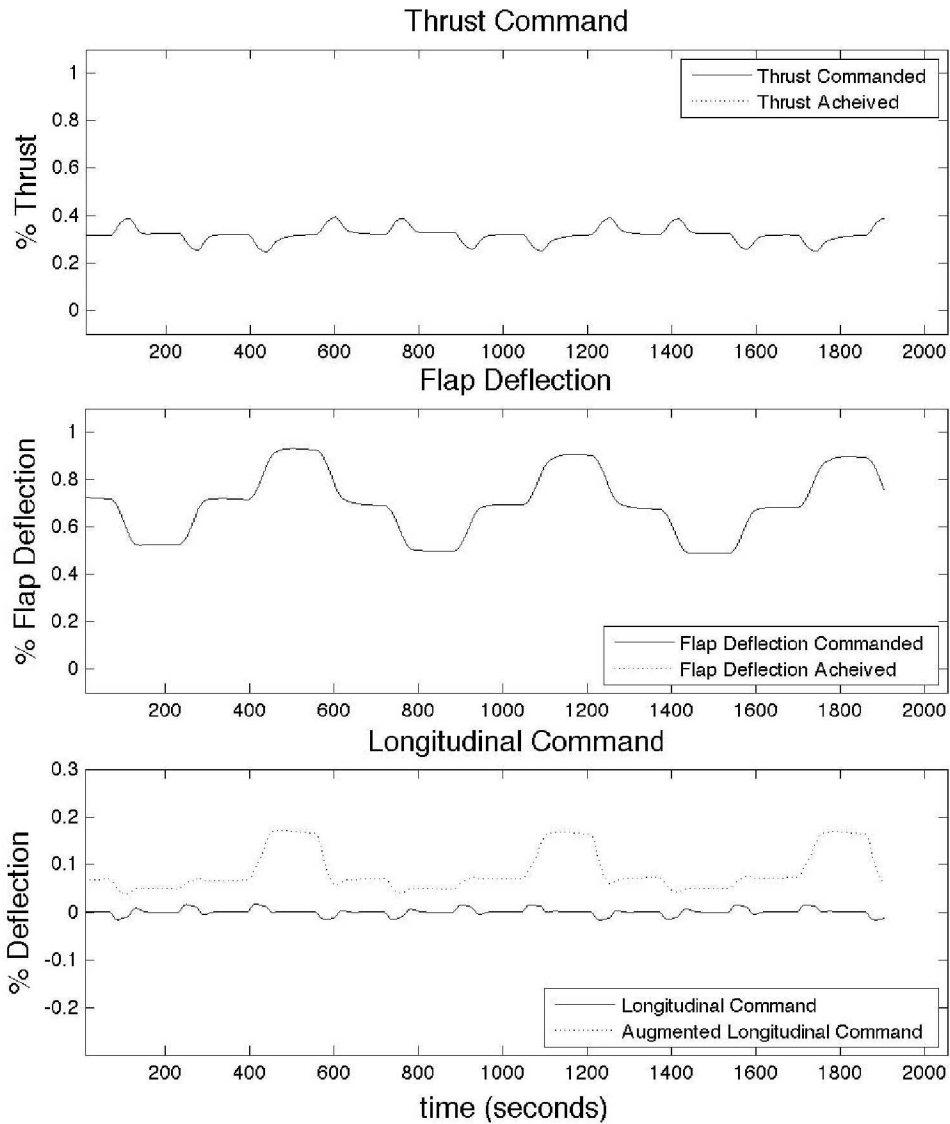 Thrust Command
% Thrust
1
0.8
0.6
0.4
0.2
0
Thrust Commanded
Thrust Acheived
200 400 600 800 1000 1200 1400 1600 1800 2000
Flap Deflection
% Flap Deflection
1
0.8
0.6
0.4
0.2
0
Flap Deflection Commanded
Flap Deflection Acheived
200 400 600 800 1000 1200 1400 1600 1800 2000
Longitudinal Command
% Deflection
0.3
0.2
0.1
0
-0.1
-0.2
Longitudinal Command
Augmented Longitudinal Command
200 400 600 800 1000 1200 1400 1600 1800 2000
time (seconds)